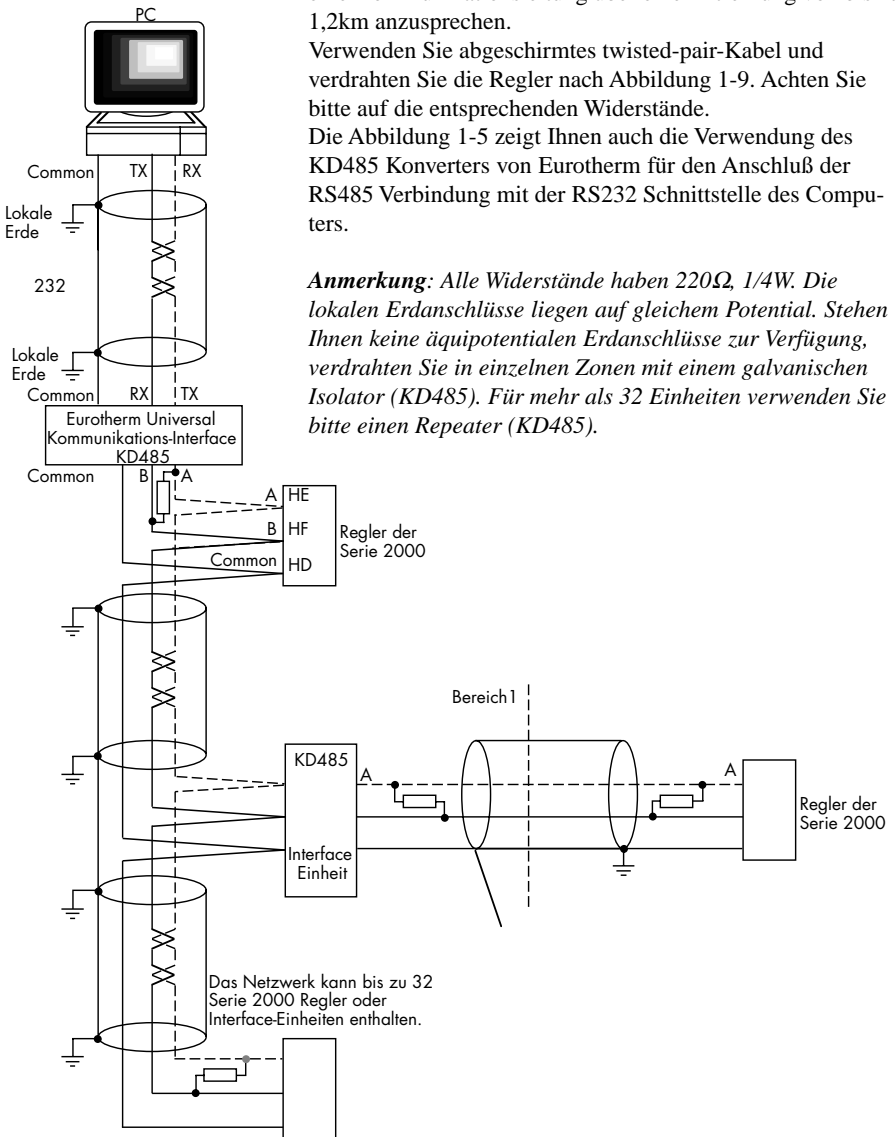 1,2km anzusprechen.
Verwenden Sie abgeschirmtes twisted-pair-Kabel und
verdrahten Sie die Regler nach Abbildung 1-9. Achten Sie
bitte auf die entsprechenden Widerstände.
Die Abbildung 1-5 zeigt Ihnen auch die Verwendung des
KD485 Konverters von Eurotherm für den Anschluß der
RS485 Verbindung mit der RS232 Schnittstelle des Compu-
ters.
Anmerkung: Alle Widerstände haben 220Ω, 1/4W. Die
lokalen Erdanschlüsse liegen auf gleichem Potential. Stehen
Ihnen keine äquipotentialen Erdanschlüsse zur Verfügung,
verdrahten Sie in einzelnen Zonen mit einem galvanischen
Isolator (KD485). Für mehr als 32 Einheiten verwenden Sie
bitte einen Repeater (KD485).
PC
Common TX RX
Lokale
Erde
232
Lokale
Erde
Common RX TX
Eurotherm Universal
Kommunikations-Interface
KD485
Common B A
A HE
B HF
Common HD
Regler der
Serie 2000
Bereich1
KD485
A
A
Interface
Einheit
Regler der
Serie 2000
Das Netzwerk kann bis zu 32
Serie 2000 Regler oder
Interface-Einheiten enthalten.